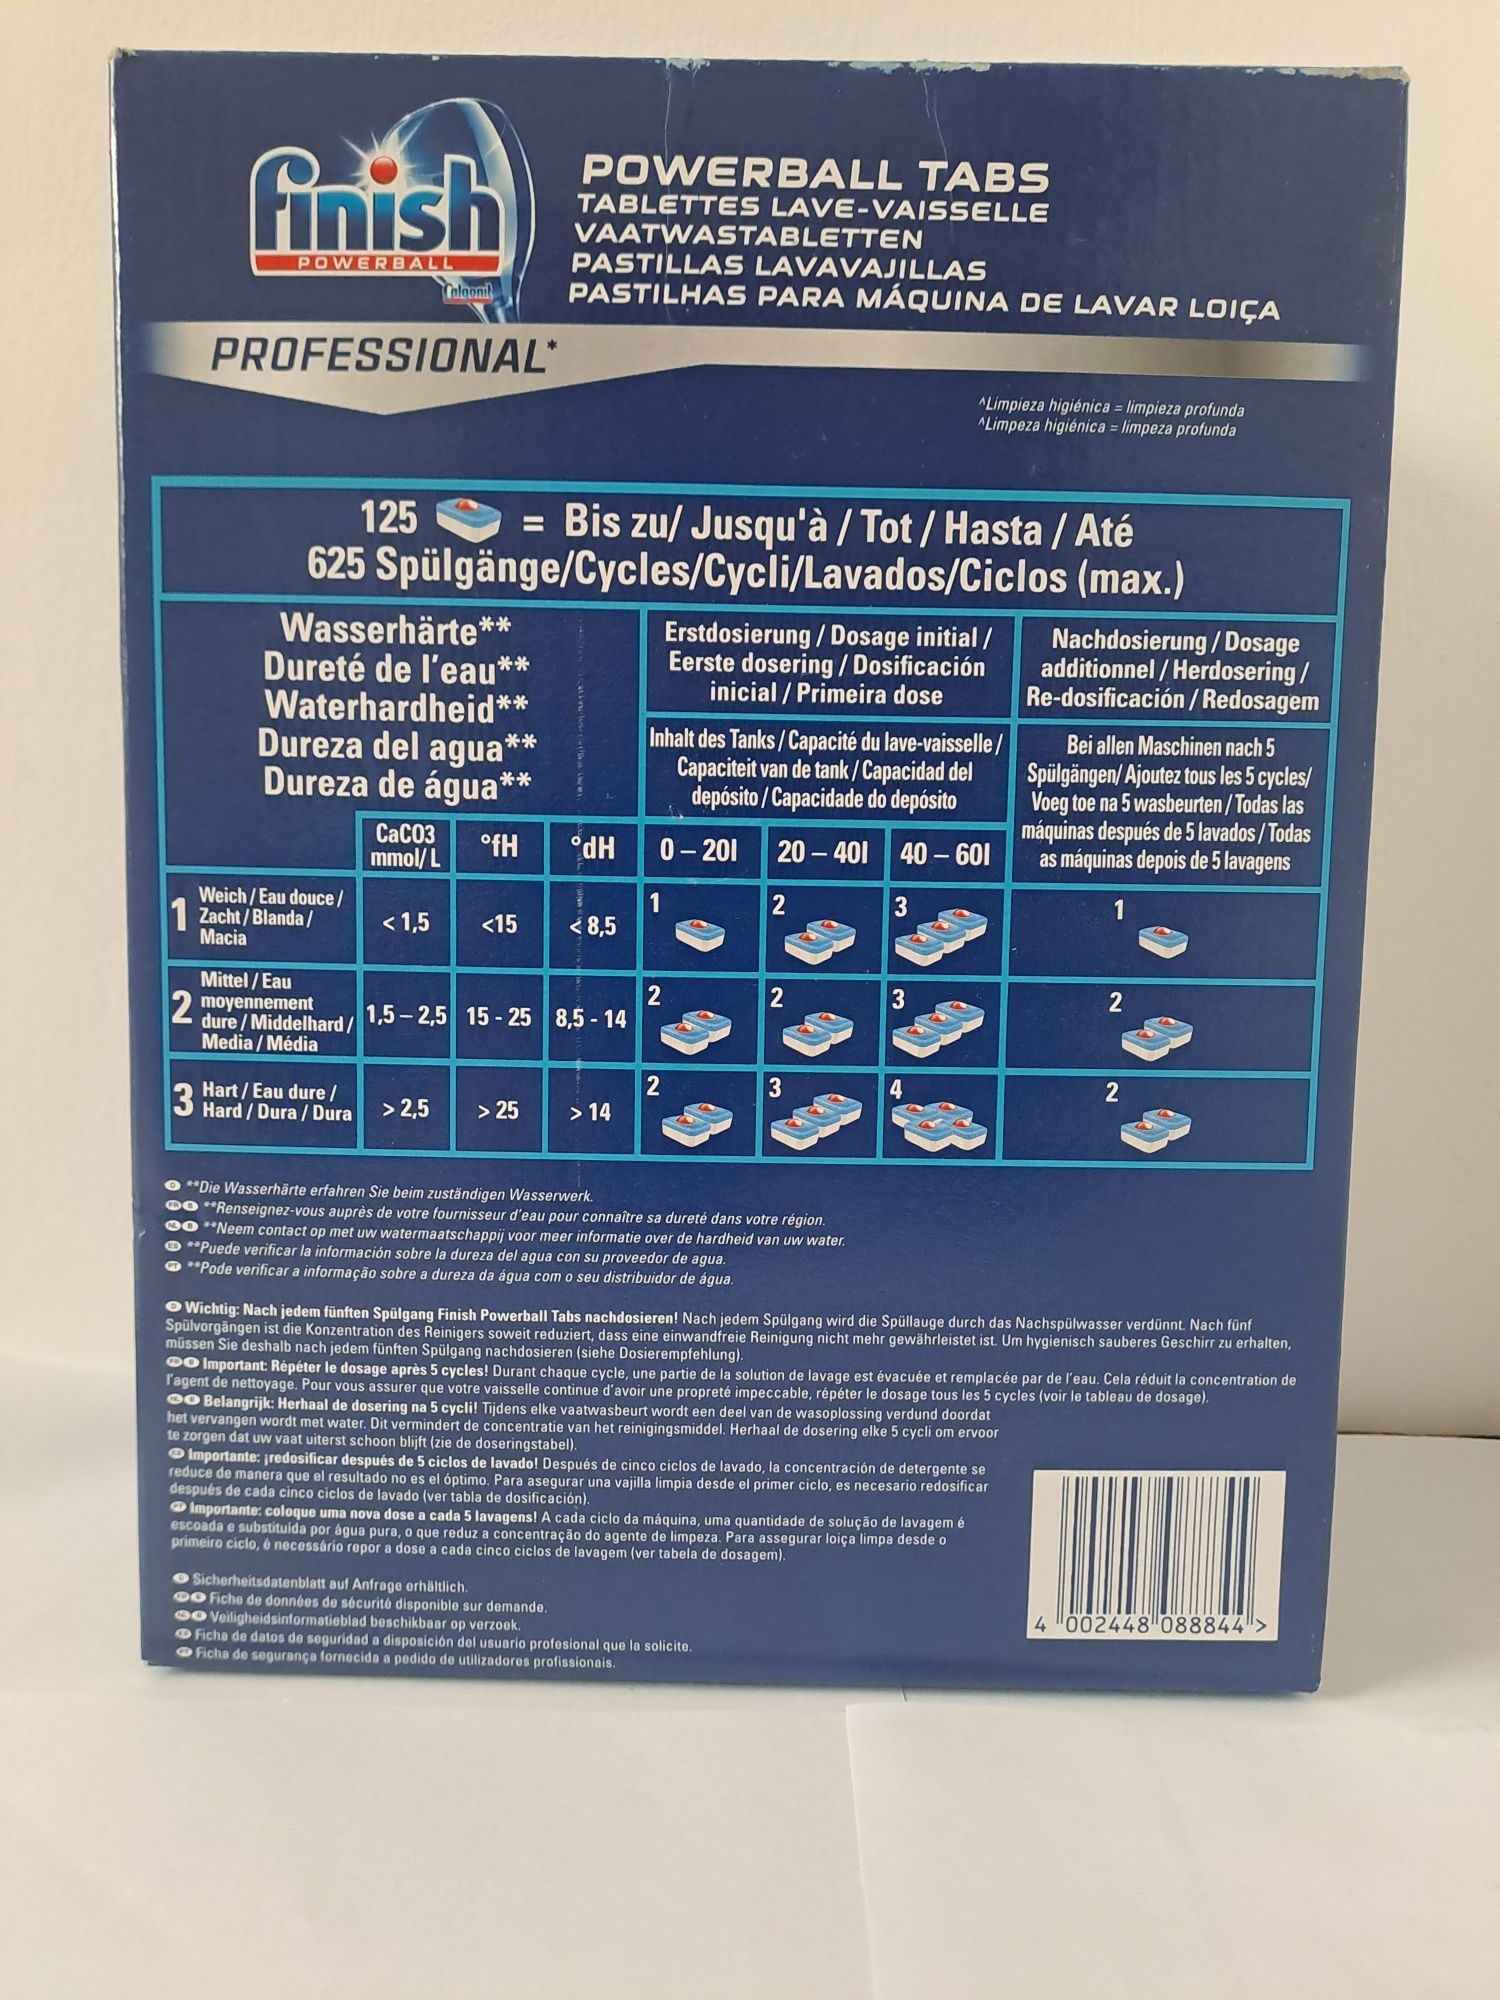 finish
POWERBALL
Calgonit
POWERBALL TABS
TABLETTES LAVE-VAISSELLE
VAATWASTABLETTEN
PASTILLAS LAVAVAJILLAS
PASTILHAS PARA MÁQUINA DE LAVAR LOIÇA
PROFESSIONAL*
^Limpieza higiénica = limpieza profunda
^Limpeza higiénica = limpeza profunda
125 = Bis zu/ Jusqu'à / Tot / Hasta / Até
625 Spülgänge/Cycles/Cycli/Lavados/Ciclos (max.)
Wasserhärte**
Dureté de l'eau**
Waterhardheid**
Dureza del agua**
Dureza de água**
Erstdosierung / Dosage initial /
Eerste dosering / Dosificación
inicial / Primeira dose
Nachdosierung / Dosage
additionnel / Herdosering /
Re-dosificación / Redosagem
Inhalt des Tanks / Capacité du lave-vaisselle /
Capaciteit van de tank / Capacidad del
depósito / Capacidade do depósito
Bei allen Maschinen nach 5
Spülgängen/ Ajoutez tous les 5 cycles/
Voeg toe na 5 wasbeurten / Todas las
máquinas después de 5 lavados / Todas
as máquinas depois de 5 lavagens
CaCO3
mmol/ L
°fH
°dH
0 – 20l
20 – 40l
40 – 60l
1
Weich / Eau douce /
Zacht / Blanda /
Macia
< 1,5
<15
< 8,5
1
2
3
1
2
Mittel / Eau
moyennement
dure / Middelhard /
Media / Média
1,5 – 2,5
15 - 25
8,5 - 14
2
2
3
2
3
Hart / Eau dure /
Hard / Dura / Dura
> 2,5
> 25
> 14
2
3
4
2
D **Die Wasserhärte erfahren Sie beim zuständigen Wasserwerk.
FR B **Renseignez-vous auprès de votre fournisseur d'eau pour connaître sa dureté dans votre région.
NL B **Neem contact op met uw watermaatschappij voor meer informatie over de hardheid van uw water.
ES **Puede verificar la información sobre la dureza del agua con su proveedor de agua.
PT **Pode verificar a informação sobre a dureza da água com o seu distribuidor de água.
D Wichtig: Nach jedem fünften Spülgang Finish Powerball Tabs nachdosieren! Nach jedem Spülgang wird die Spüllauge durch das Nachspülwasser verdünnt. Nach fünf
Spülvorgängen ist die Konzentration des Reinigers soweit reduziert, dass eine einwandfreie Reinigung nicht mehr gewährleistet ist. Um hygienisch sauberes Geschirr zu erhalten,
müssen Sie deshalb nach jedem fünften Spülgang nachdosieren (siehe Dosierempfehlung).
FR B Important: Répéter le dosage après 5 cycles! Durant chaque cycle, une partie de la solution de lavage est évacuée et remplacée par de l'eau. Cela réduit la concentration de
l'agent de nettoyage. Pour vous assurer que votre vaisselle continue d'avoir une propreté impeccable, répéter le dosage tous les 5 cycles (voir le tableau de dosage).
NL B Belangrijk: Herhaal de dosering na 5 cycli! Tijdens elke vaatwasbeurt wordt een deel van de wasoplossing verdund doordat
het vervangen wordt met water. Dit vermindert de concentratie van het reinigingsmiddel. Herhaal de dosering elke 5 cycli om ervoor
te zorgen dat uw vaat uiterst schoon blijft (zie de doseringstabel).
ES Importante: ¡redosificar después de 5 ciclos de lavado! Después de cinco ciclos de lavado, la concentración de detergente se
reduce de manera que el resultado no es el óptimo. Para asegurar una vajilla limpia desde el primer ciclo, es necesario redosificar
después de cada cinco ciclos de lavado (ver tabla de dosificación).
PT Importante: coloque uma nova dose a cada 5 lavagens! A cada ciclo da máquina, uma quantidade de solução de lavagem é
escoada e substituída por água pura, o que reduz a concentração do agente de limpeza. Para assegurar loiça limpa desde o
primeiro ciclo, é necessário repor a dose a cada cinco ciclos de lavagem (ver tabela de dosagem).
D Sicherheitsdatenblatt auf Anfrage erhältlich.
FR B Fiche de données de sécurité disponible sur demande.
NL B Veiligheidsinformatieblad beschikbaar op verzoek.
ES Ficha de datos de seguridad a disposición del usuario profesional que la solicite.
PT Ficha de segurança fornecida a pedido de utilizadores profissionais.
4 002448 088844 >